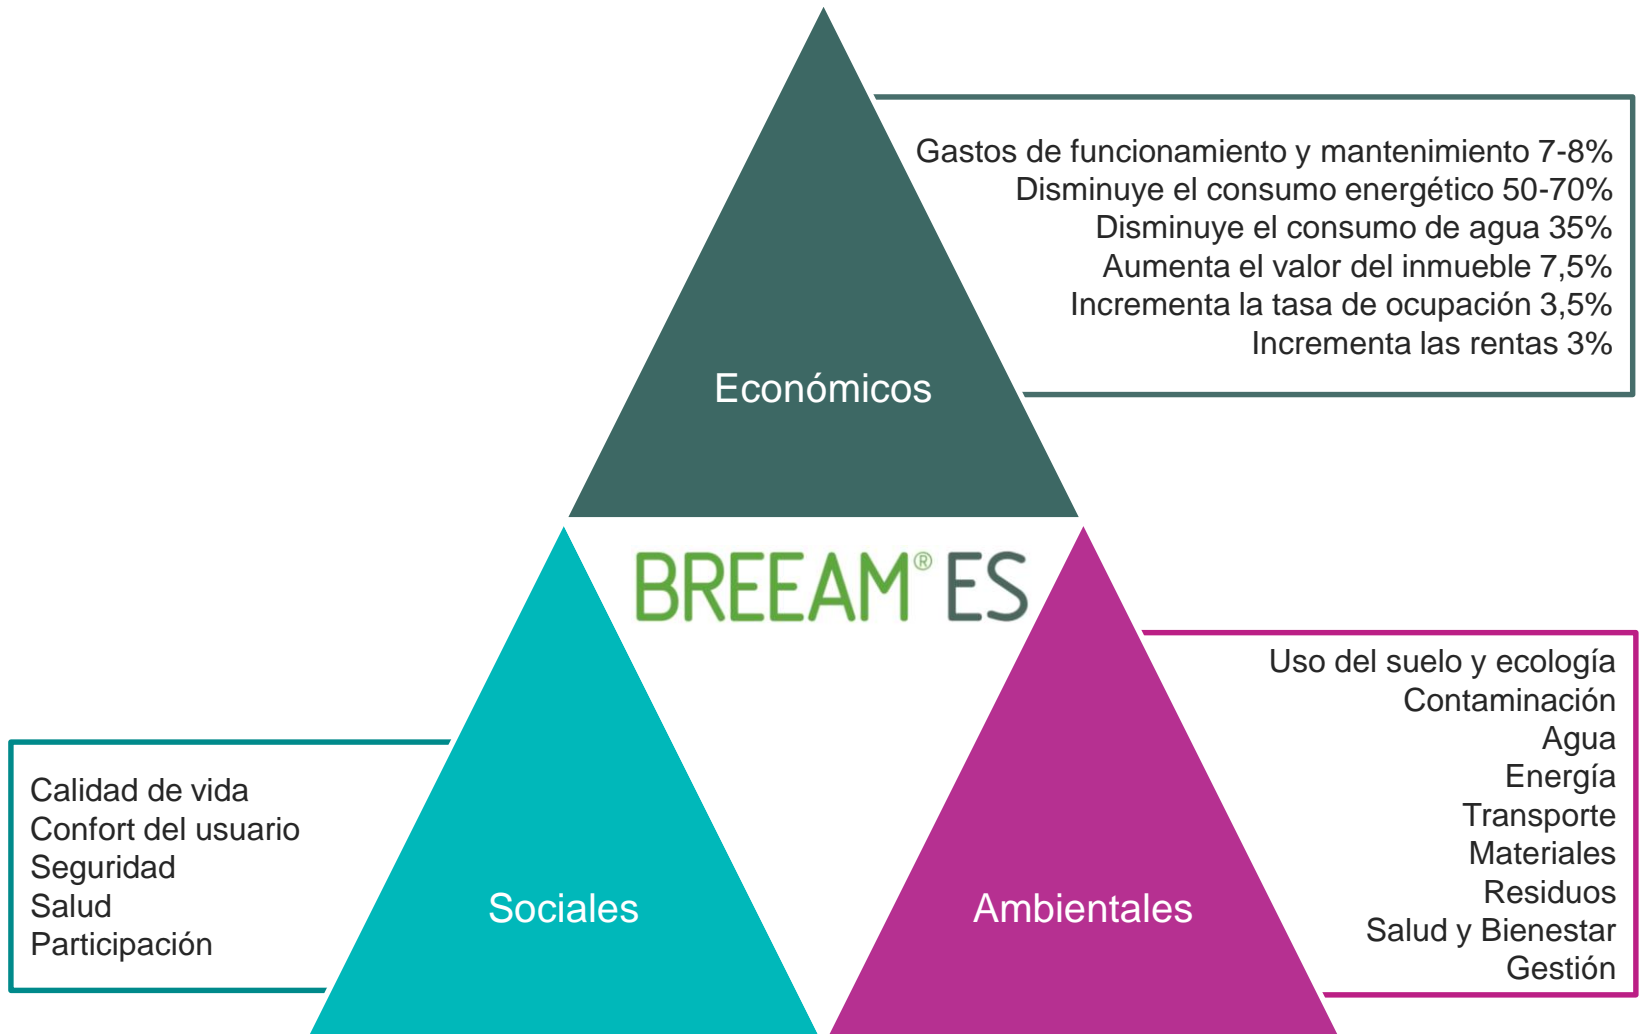 Gastos de funcionamiento y mantenimiento 7-8%
Disminuye el consumo energético 50-70%
Disminuye el consumo de agua 35%
Aumenta el valor del inmueble 7,5%
Incrementa la tasa de ocupación 3,5%
Incrementa las rentas 3%
Económicos
BREEAM® ES
Calidad de vida
Confort del usuario
Seguridad
Salud
Participación
Sociales
Ambientales
Uso del suelo y ecología
Contaminación
Agua
Energía
Transporte
Materiales
Residuos
Salud y Bienestar
Gestión